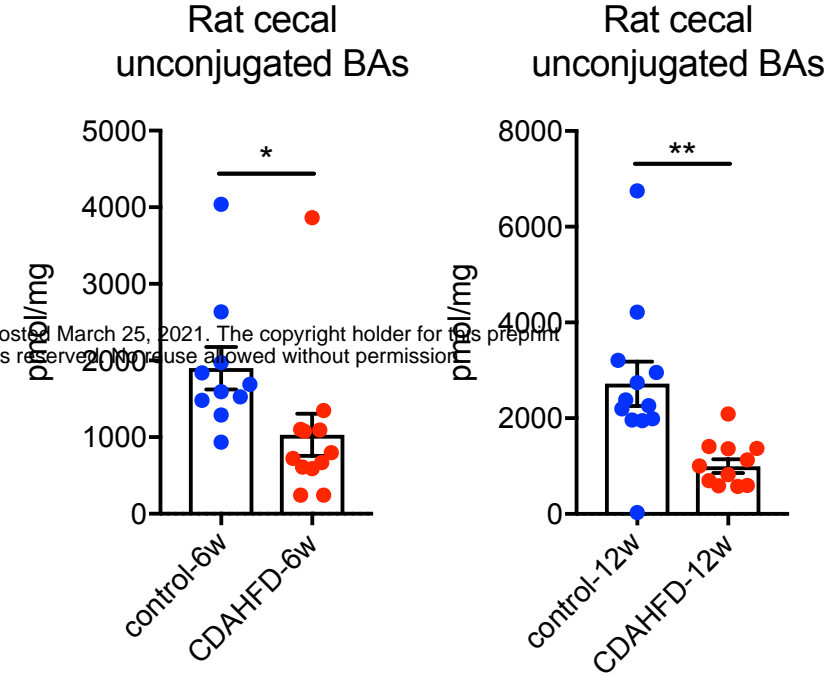 Rat cecal
unconjugated BAs
5000
4000
3000
2000
1000
0
pmol/mg
*
control-6w
CDAHFD-6w
Rat cecal
unconjugated BAs
8000
6000
4000
2000
0
pmol/mg
**
control-12w
CDAHFD-12w
osted March 25, 2021. The copyright holder for this preprint
s reserved. No reuse allowed without permission.